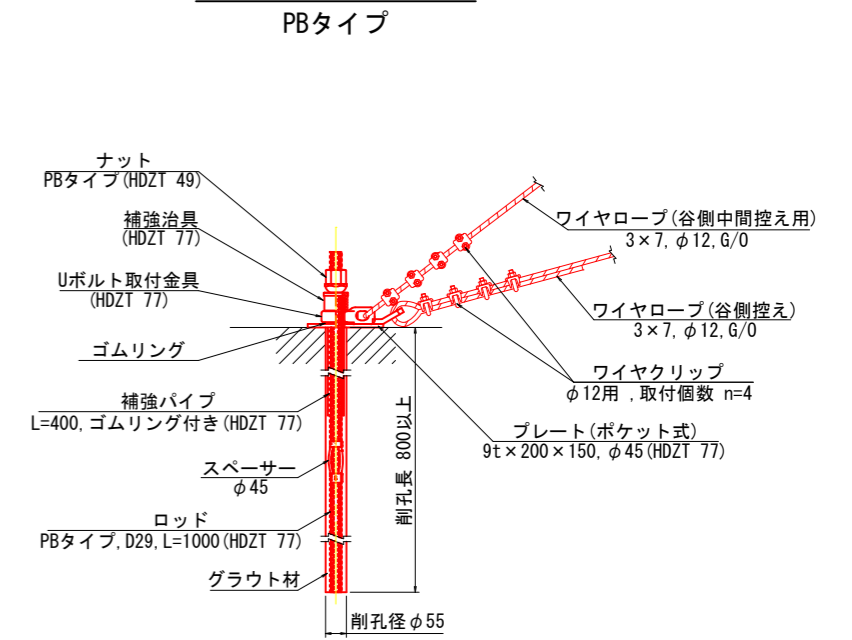 PBタイプ
ナット
PBタイプ(HDZT 49)
補強治具
(HDZT 77)
Uボルト取付金具
(HDZT 77)
ゴムリング
補強パイプ
L=400,ゴムリング付き(HDZT 77)
スペーサー
φ45
ロッド
PBタイプ,D29,L=1000(HDZT 77)
グラウト材
ワイヤロープ(谷側中間控え用)
3×7,φ12,G/O
ワイヤロープ(谷側控え)
3×7,φ12,G/O
ワイヤクリップ
φ12用 ,取付個数 n=4
プレート(ポケット式)
9t×200×150,φ45(HDZT 77)
削孔長 800以上
削孔径φ55